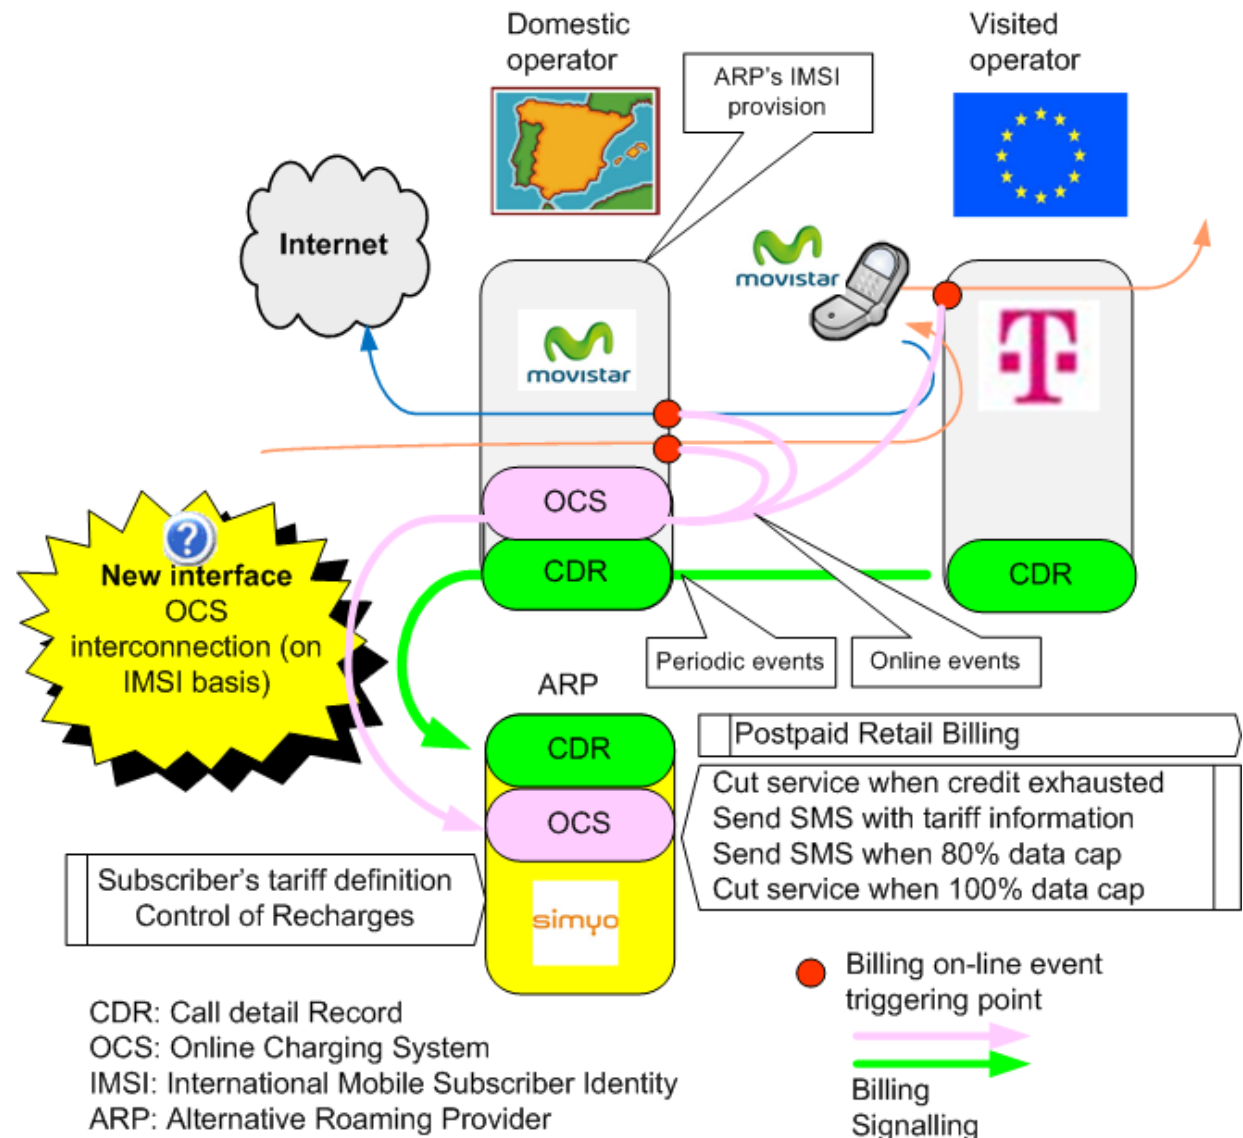 Domestic
operator
Visited
operator
ARP's IMSI
provision
Internet
movistar
movistar
T
OCS
CDR
CDR
New interface
OCS
interconnection (on
IMSI basis)
?
Periodic events
Online events
ARP
CDR
OCS
simyo
Postpaid Retail Billing
Cut service when credit exhausted
Send SMS with tariff information
Send SMS when 80% data cap
Cut service when 100% data cap
Subscriber's tariff definition
Control of Recharges
Billing on-line event
triggering point
Billing
Signalling
CDR: Call detail Record
OCS: Online Charging System
IMSI: International Mobile Subscriber Identity
ARP: Alternative Roaming Provider